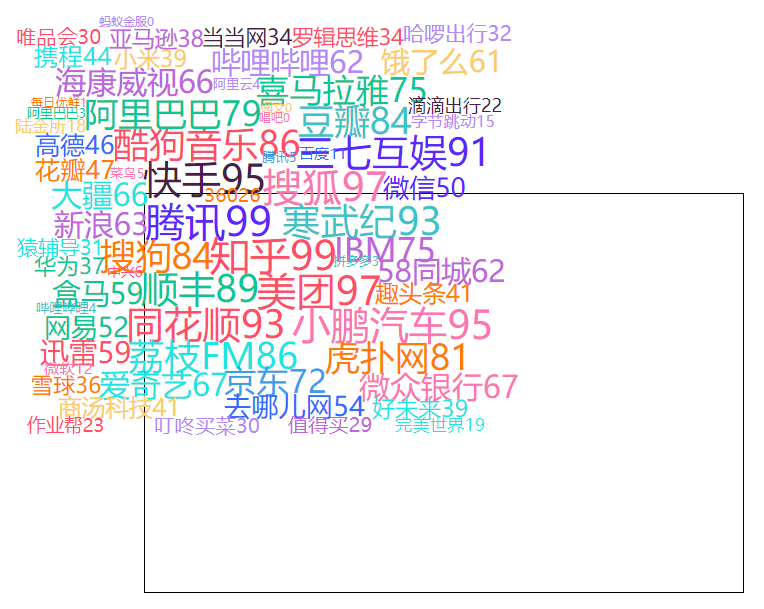 蚂蚁金服0
唯品会30
亚马逊38
当当网34
罗辑思维34
哈啰出行32
携程44
小米39
哔哩哔哩62
饿了么61
海康威视66
阿里云4
喜马拉雅75
每日优鲜1
阿里巴巴3
阿里巴巴79
唱吧0
豆瓣84
滴滴出行22
字节跳动15
陆金所18
高德46
酷狗音乐86
腾讯5
百度11
三七互娱91
花瓣47
菜鸟5
快手95
36026
搜狐97
微信50
大疆66
新浪63
腾讯99
寒武纪93
猿辅导31
搜狗84
知乎99
IBM75
拼多多3
华为37
中兴6
58同城62
盒马59
顺丰89
美团97
趣头条41
哔哩哔哩4
网易52
同花顺93
小鹏汽车95
迅雷59
荔枝FM86
虎扑网81
微软12
雪球36
爱奇艺67
京东72
微众银行67
商汤科技41
去哪儿网54
好未来39
作业帮23
叮咚买菜30
值得买29
完美世界19